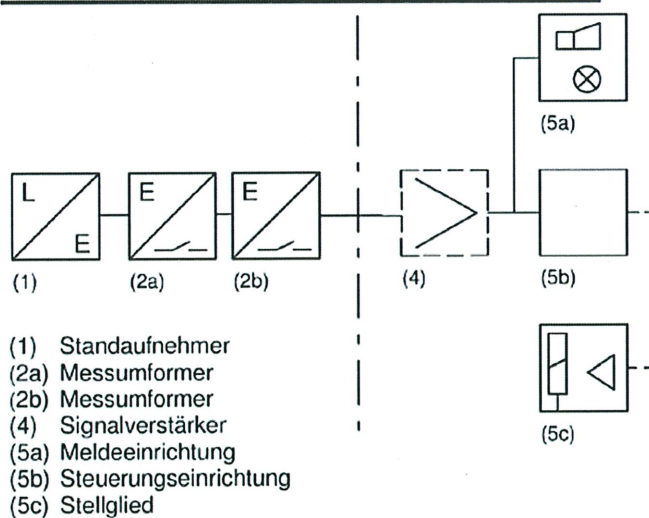 (5a)
L
E
E
E
(1)
(2a)
(2b)
(4)
(5b)
(5c)
(1) Standaufnehmer
(2a) Messumformer
(2b) Messumformer
(4) Signalverstärker
(5a) Meldeeinrichtung
(5b) Steuerungseinrichtung
(5c) Stellglied